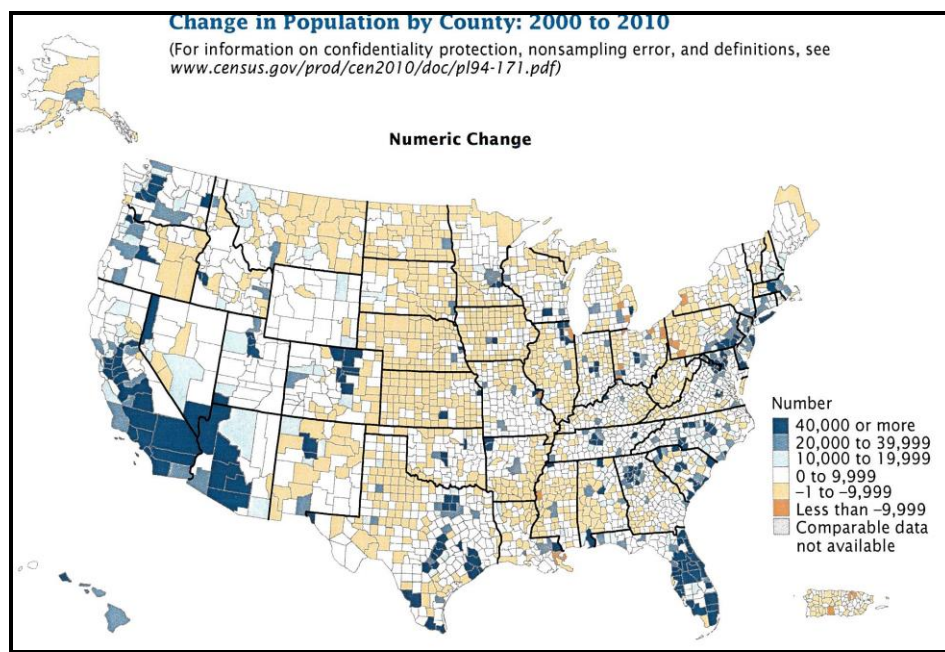 Change in Population by County: 2000 to 2010
(For information on confidentiality protection, nonsampling error, and definitions, see
www.census.gov/prod/cen2010/doc/pl94-171.pdf)
Numeric Change
Number
40,000 or more
20,000 to 39,999
10,000 to 19,999
0 to 9,999
−1 to −9,999
Less than −9,999
Comparable data
not available